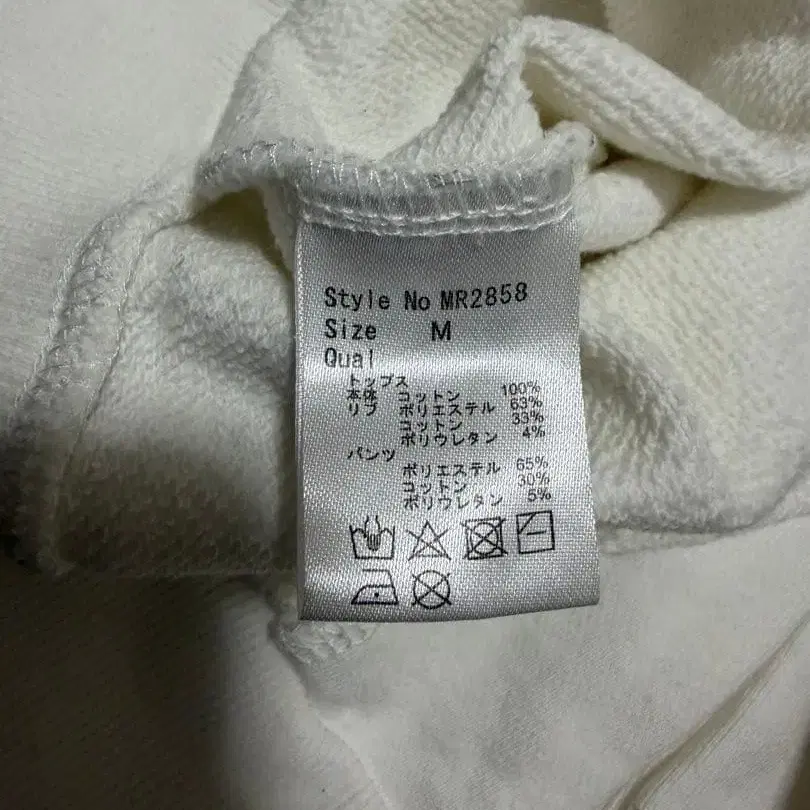 Style No MR2858
Size M
Qual
トップス
本体 コットン 100%
リブ ポリエステル 63%
コットン 33%
ポリウレタン 4%
パンツ
ポリエステル 65%
コットン 30%
ポリウレタン 5%